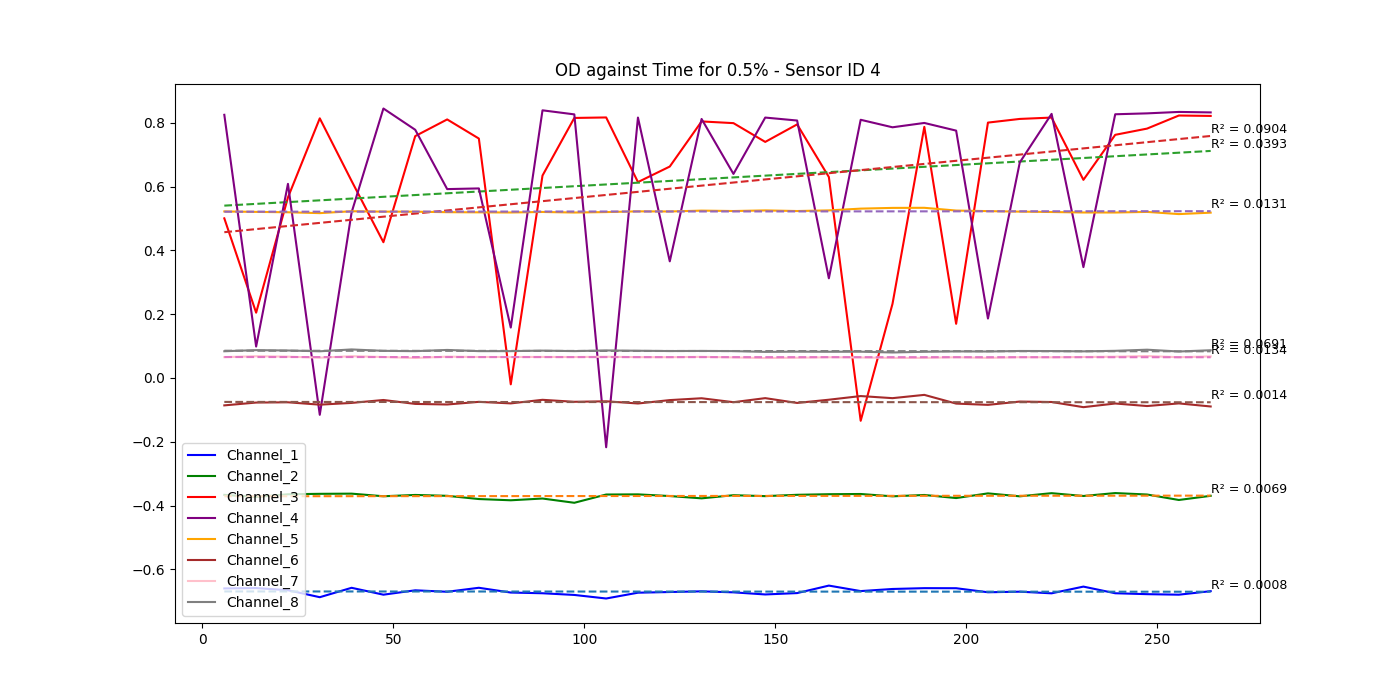 OD against Time for 0.5% - Sensor ID 4
0.8
0.6
0.4
0.2
0.0
−0.2
−0.4
−0.6
R² = 0.0904
R² = 0.0393
R² = 0.0131
R² = 0.0691
R² = 0.0134
R² = 0.0014
R² = 0.0069
R² = 0.0008
Channel_1
Channel_2
Channel_3
Channel_4
Channel_5
Channel_6
Channel_7
Channel_8
0
50
100
150
200
250